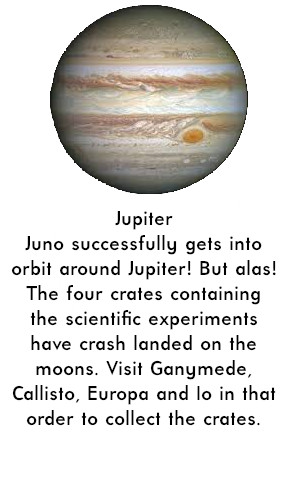 Jupiter
Juno successfully gets into
orbit around Jupiter! But alas!
The four crates containing
the scientific experiments
have crash landed on the
moons. Visit Ganymede,
Callisto, Europa and Io in that
order to collect the crates.